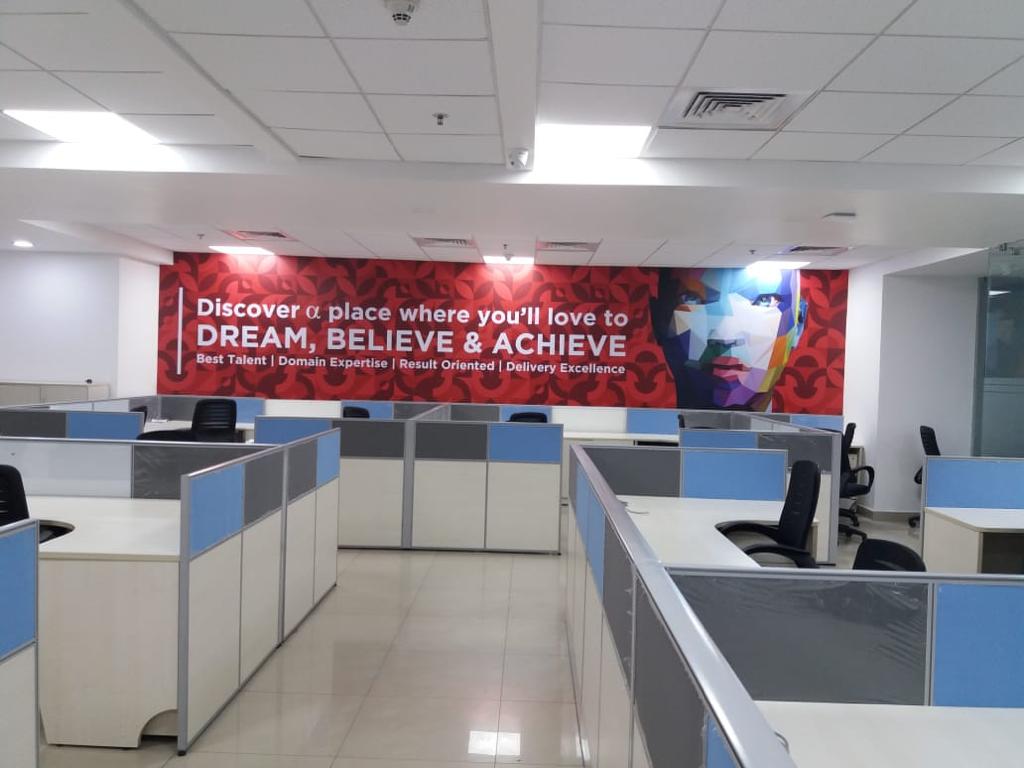 Discover α place where you'll love to
DREAM, BELIEVE & ACHIEVE
Best Talent | Domain Expertise | Result Oriented | Delivery Excellence